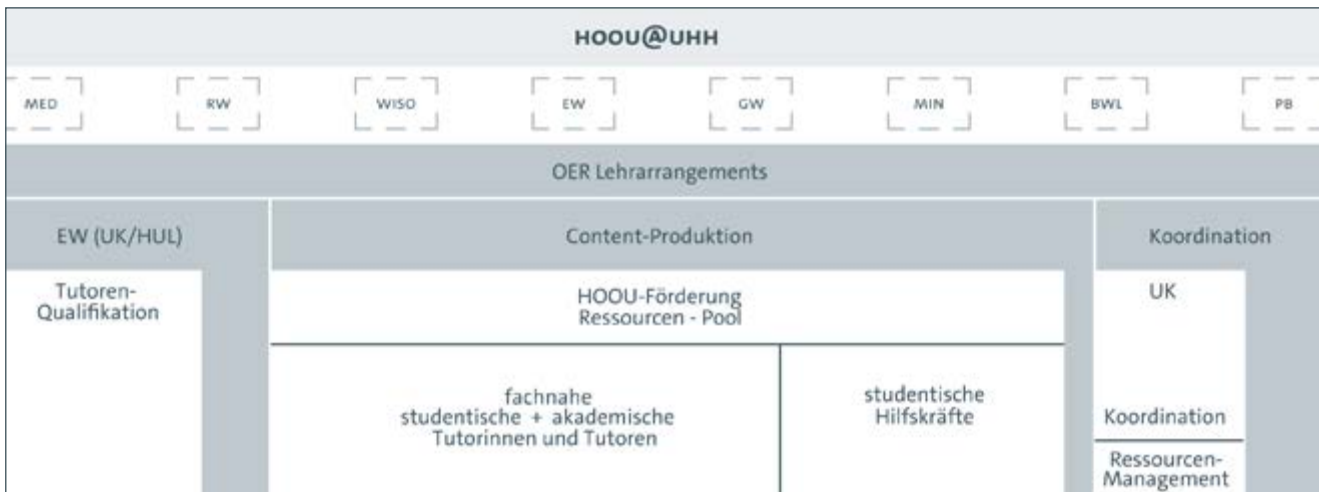 HOOU@UHH
MED RW WISO EW GW MIN BWL PB
OER Lehrarrangements
EW (UK/HUL) Content-Produktion Koordination
Tutoren-
Qualifikation
HOOU-Förderung
Ressourcen - Pool
UK
fachnahe
studentische + akademische
Tutorinnen und Tutoren
studentische
Hilfskräfte
Koordination
Ressourcen-
Management